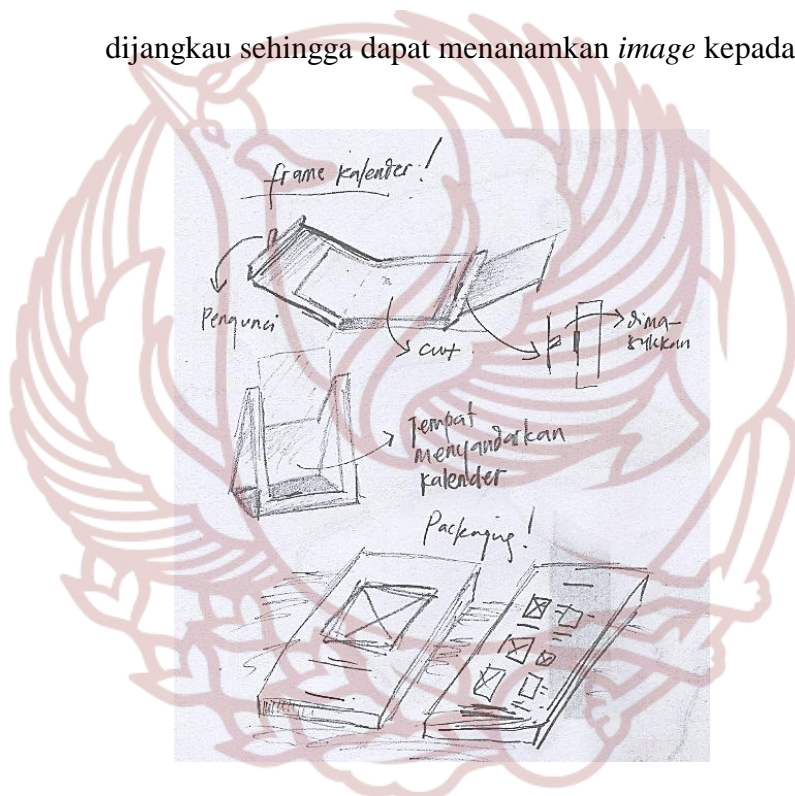 dijangkau sehingga dapat menanamkan image kepada
frame kalender!
Pengunci
cut
dima-
sukkan
Tempat
menyandarkan
kalender
Packaging!